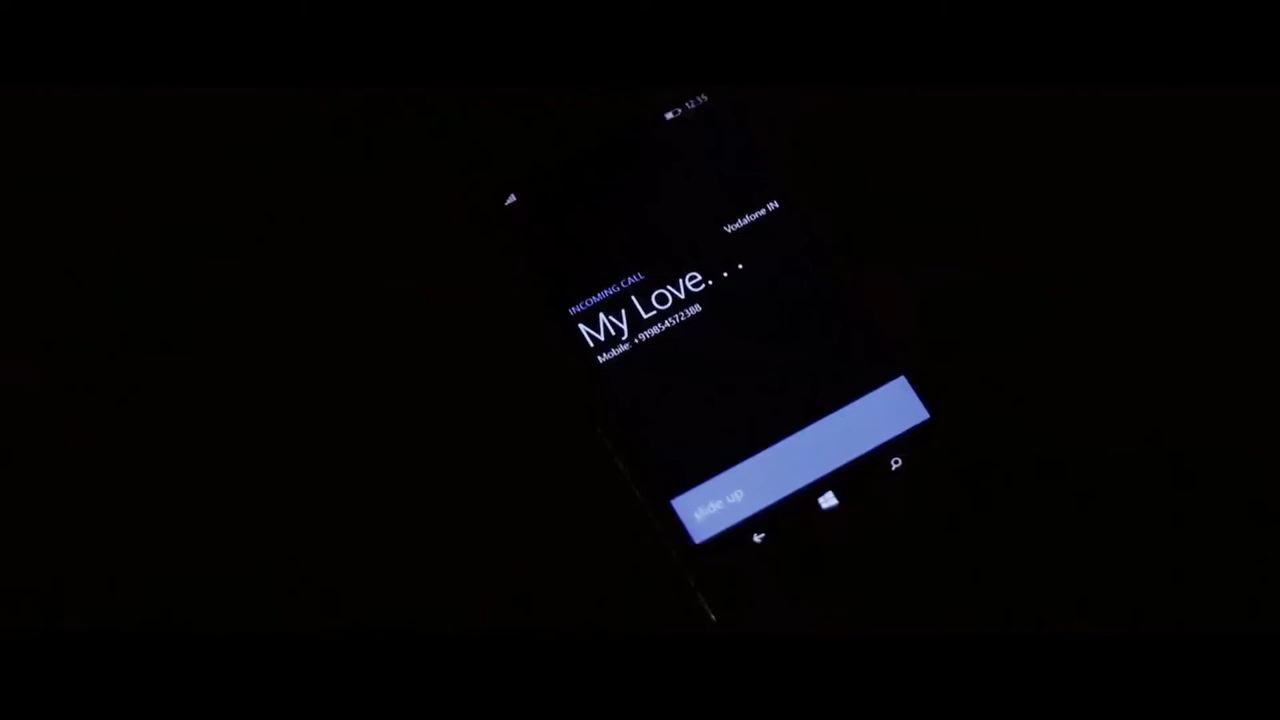 12:35
Vodafone IN
INCOMING CALL
My Love. . .
Mobile: +919854572388
slide up